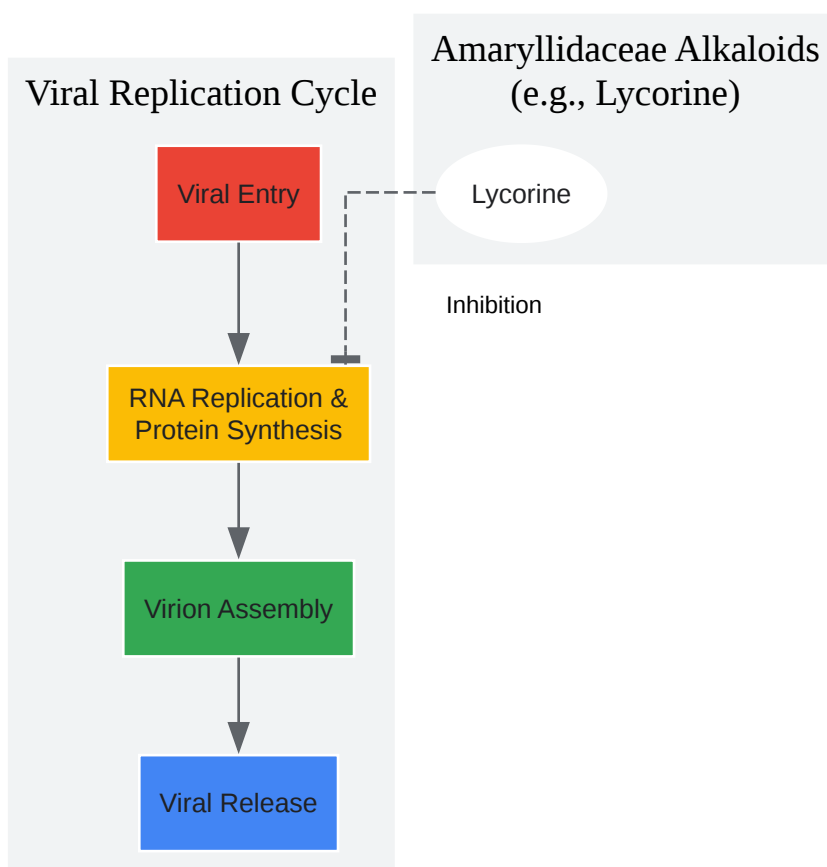 Viral Replication Cycle
Viral Entry
RNA Replication &
Protein Synthesis
Virion Assembly
Viral Release
Amaryllidaceae Alkaloids
(e.g., Lycorine)
Lycorine
Inhibition